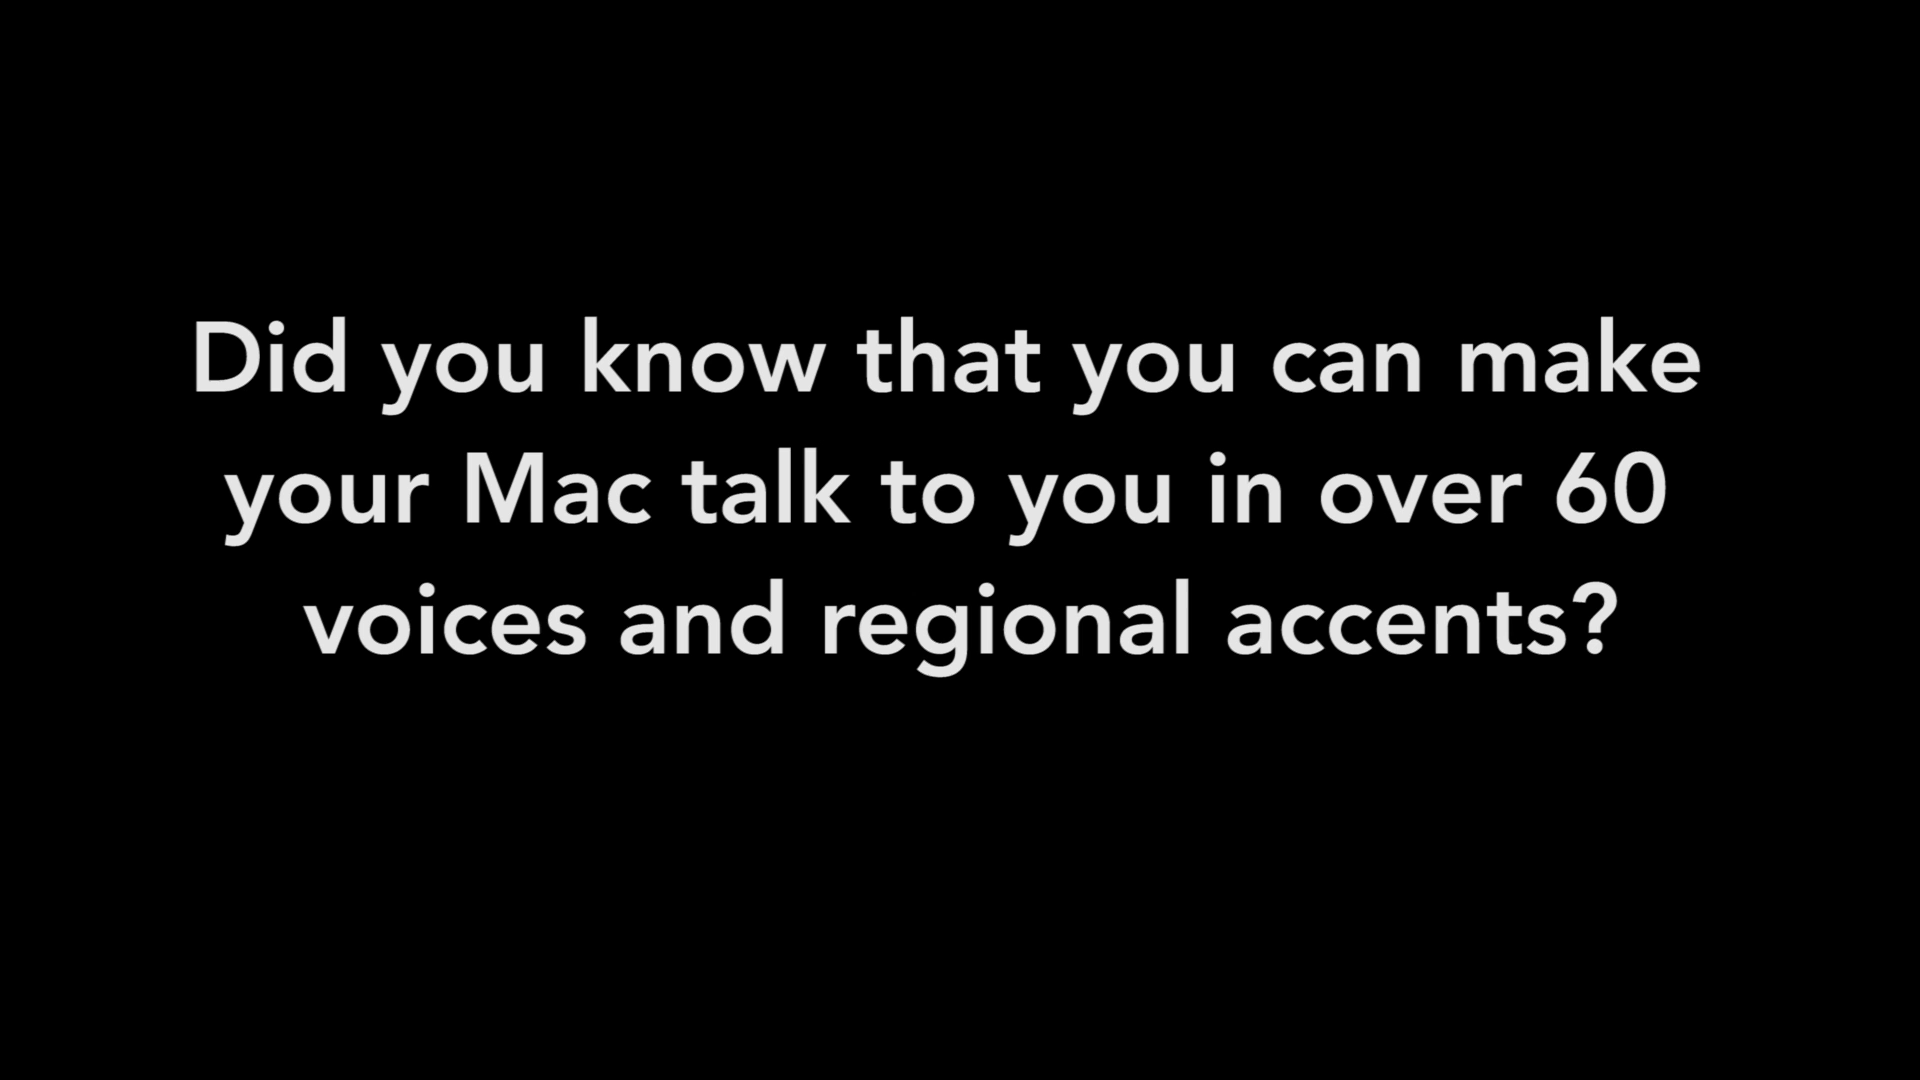 Did you know that you can make
your Mac talk to you in over 60
voices and regional accents?